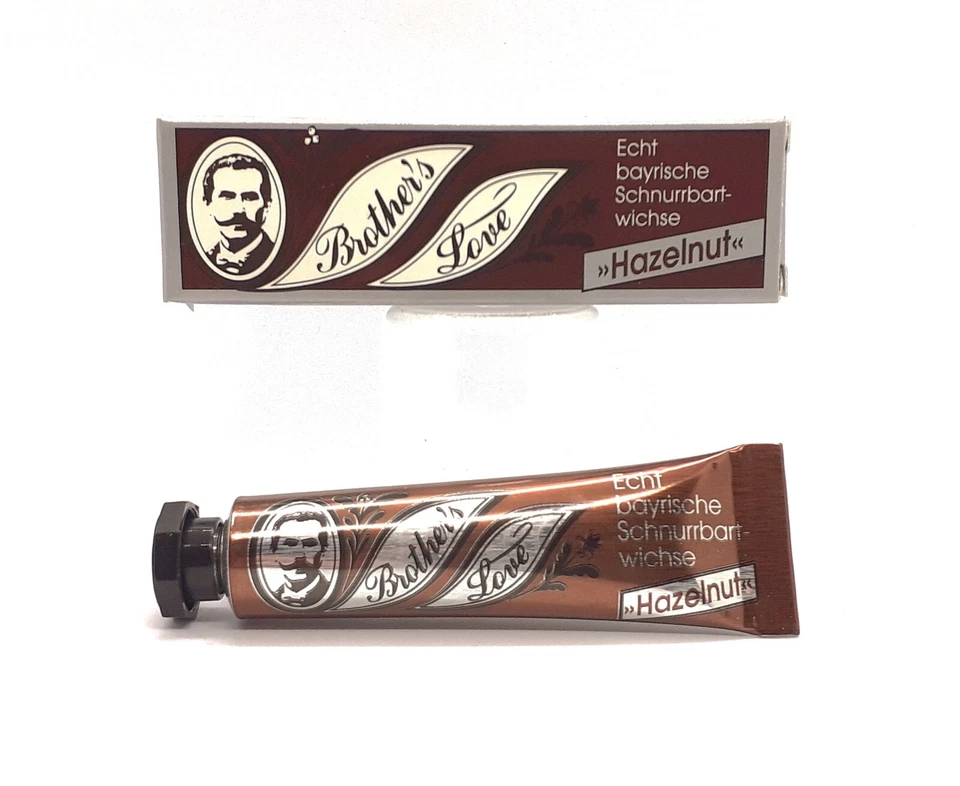 Brother's
Love
Echt
bayrische
Schnurrbart-
wichse
»Hazelnut«
Brother's
Love
Echt
bayrische
Schnurrbart-
wichse
»Hazelnut«